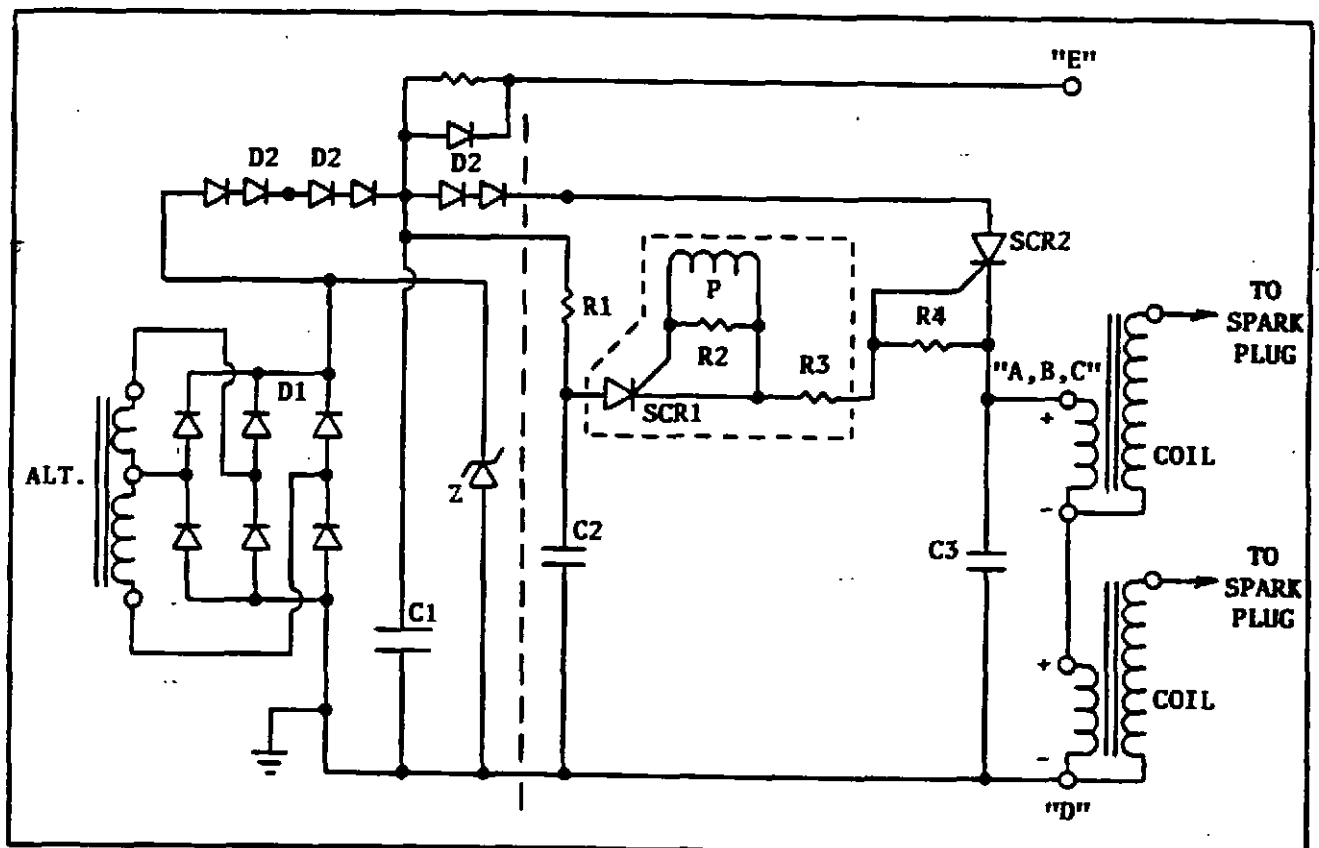 "E"
D2 D2 D2
SCR2
P
R1
R4
TO
SPARK
PLUG
R2
R3
"A,B,C"
D1
SCR1
+
COIL
ALT.
Z
-
C2
C3
TO
SPARK
PLUG
C1
+
COIL
-
"D"